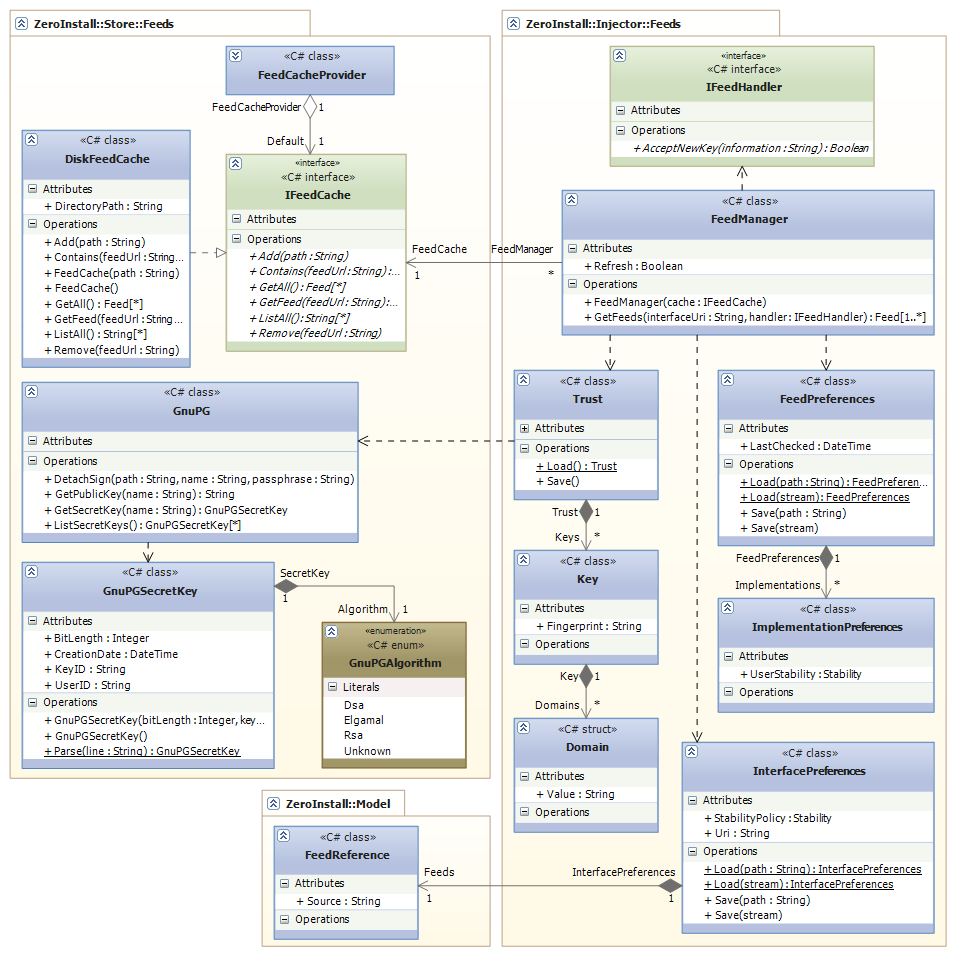 ZeroInstall::Store::Feeds
«C# class»
FeedCacheProvider
FeedCacheProvider 1
Default 1
«C# class»
DiskFeedCache
Attributes
+ DirectoryPath : String
Operations
+ Add(path : String)
+ Contains(feedUrl : String...
+ FeedCache(path : String)
+ FeedCache()
+ GetAll() : Feed[*]
+ GetFeed(feedUrl : String...
+ ListAll() : String[*]
+ Remove(feedUrl : String)
«interface»
«C# interface»
IFeedCache
Attributes
Operations
+ Add(path : String)
+ Contains(feedUrl : String) : ...
+ GetAll() : Feed[*]
+ GetFeed(feedUrl : String) : ...
+ ListAll() : String[*]
+ Remove(feedUrl : String)
FeedCache
1
FeedManager
*
«C# class»
GnuPG
Attributes
Operations
+ DetachSign(path : String, name : String, passphrase : String)
+ GetPublicKey(name : String) : String
+ GetSecretKey(name : String) : GnuPGSecretKey
+ ListSecretKeys() : GnuPGSecretKey[*]
«C# class»
GnuPGSecretKey
Attributes
+ BitLength : Integer
+ CreationDate : DateTime
+ KeyID : String
+ UserID : String
Operations
+ GnuPGSecretKey(bitLength : Integer, key...
+ GnuPGSecretKey()
+ Parse(line : String) : GnuPGSecretKey
SecretKey
1
Algorithm 1
«enumeration»
«C# enum»
GnuPGAlgorithm
Literals
Dsa
Elgamal
Rsa
Unknown
ZeroInstall::Injector::Feeds
«interface»
«C# interface»
IFeedHandler
Attributes
Operations
+ AcceptNewKey(information : String) : Boolean
«C# class»
FeedManager
Attributes
+ Refresh : Boolean
Operations
+ FeedManager(cache : IFeedCache)
+ GetFeeds(interfaceUri : String, handler : IFeedHandler) : Feed[1..*]
«C# class»
Trust
Attributes
Operations
+ Load() : Trust
+ Save()
Trust 1
Keys *
«C# class»
Key
Attributes
+ Fingerprint : String
Operations
Key 1
Domains *
«C# struct»
Domain
Attributes
+ Value : String
Operations
«C# class»
FeedPreferences
Attributes
+ LastChecked : DateTime
Operations
+ Load(path : String) : FeedPreferen...
+ Load(stream) : FeedPreferences
+ Save(path : String)
+ Save(stream)
FeedPreferences 1
Implementations *
«C# class»
ImplementationPreferences
Attributes
+ UserStability : Stability
Operations
«C# class»
InterfacePreferences
Attributes
+ StabilityPolicy : Stability
+ Uri : String
Operations
+ Load(path : String) : InterfacePreferences
+ Load(stream) : InterfacePreferences
+ Save(path : String)
+ Save(stream)
InterfacePreferences
1
Feeds
1
ZeroInstall::Model
«C# class»
FeedReference
Attributes
+ Source : String
Operations